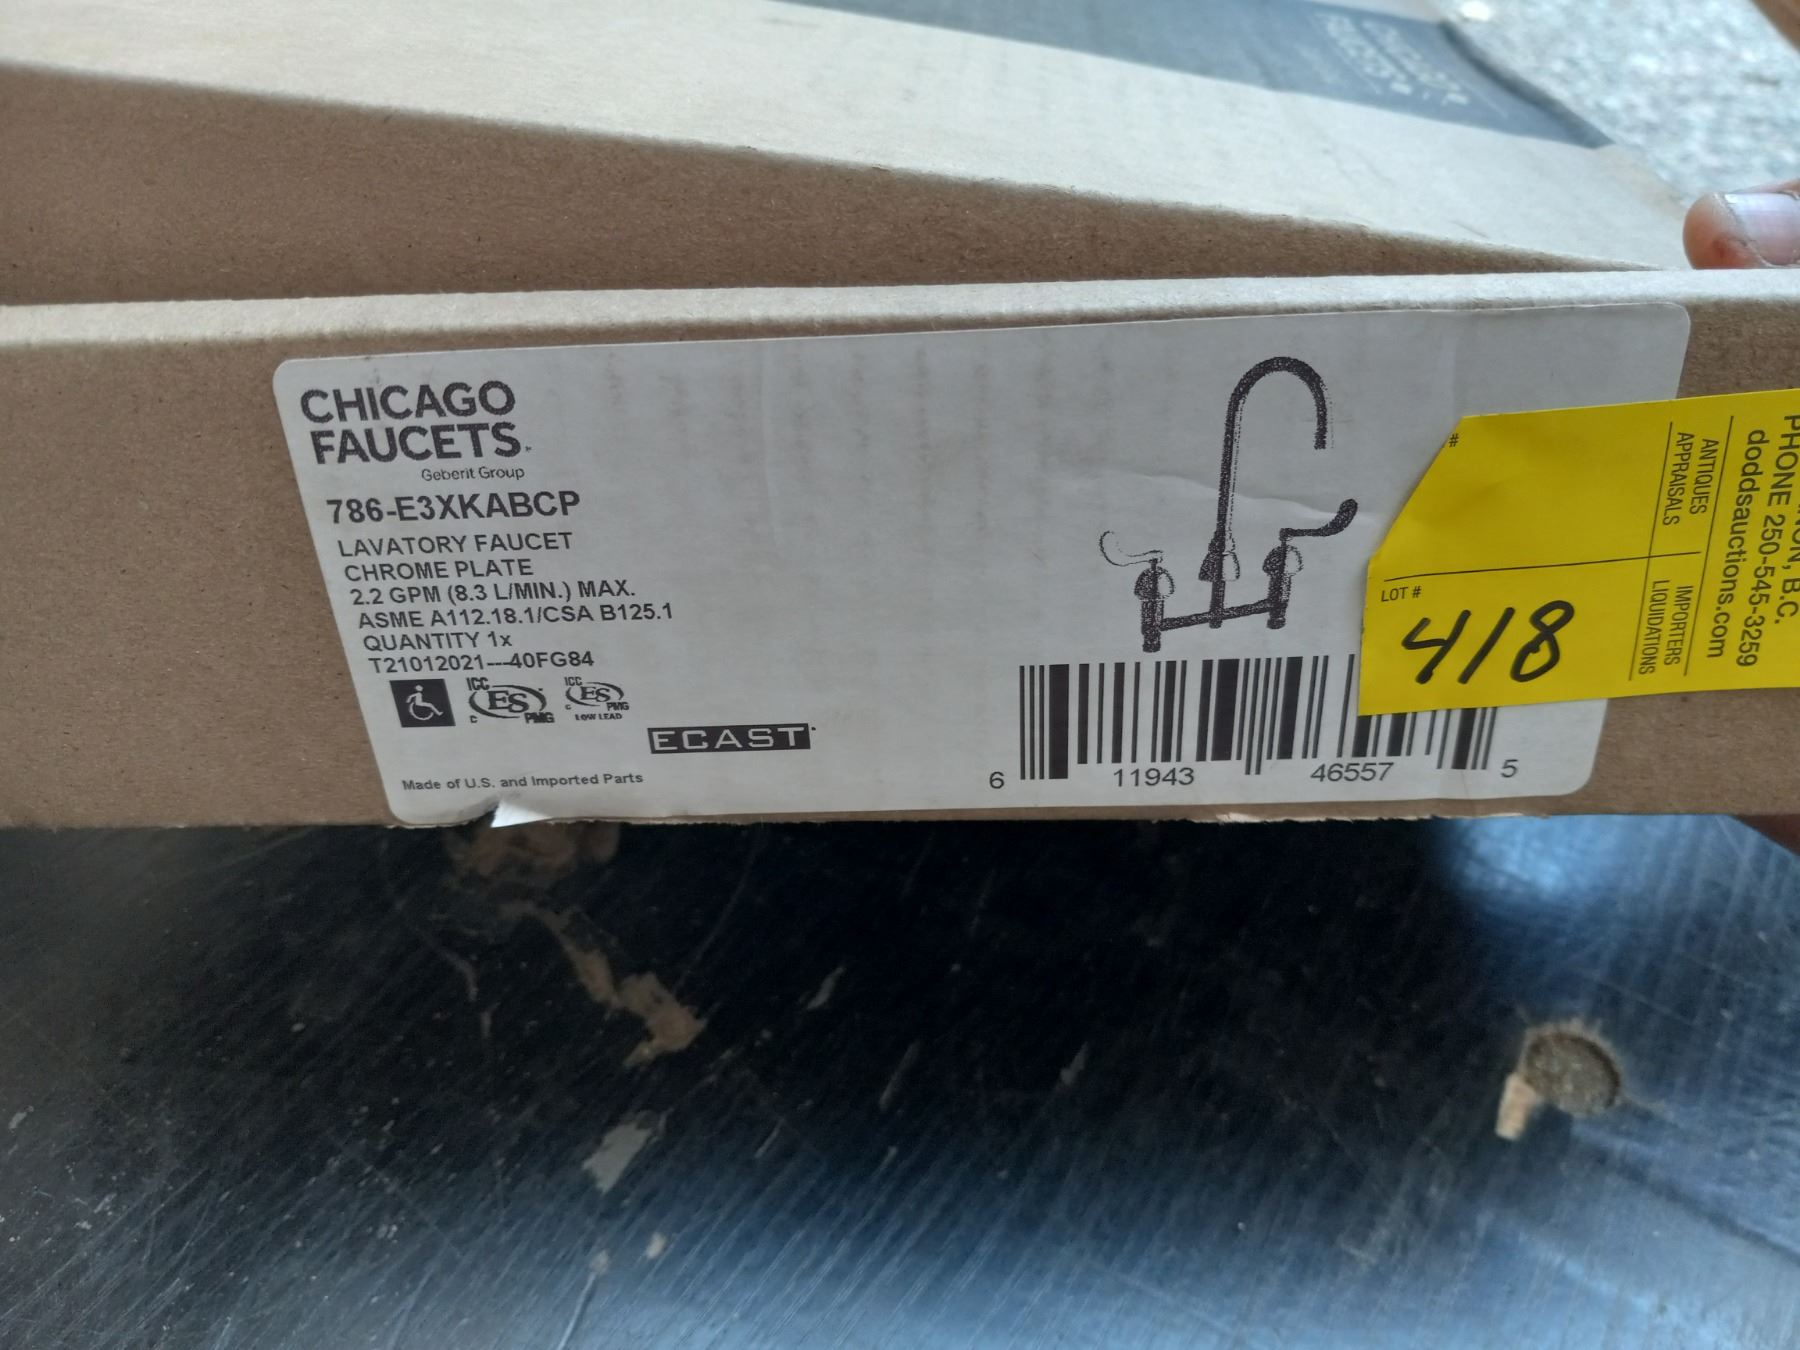 CHICAGO
FAUCETS
Geberit Group
786-E3XKABCP
LAVATORY FAUCET
CHROME PLATE
2.2 GPM (8.3 L/MIN.) MAX.
ASME A112.18.1/CSA B125.1
QUANTITY 1x
T21012021---40FG84
ICC ES PMG C
ICC ES PMG C
LOW LEAD
ECAST
Made of U.S. and Imported Parts
6 11943 46557 5
#
LOT #
418
ANTIQUES
APPRAISALS
IMPORTERS
LIQUIDATIONS
B.C.
PHONE 250-545-3259
doddsauctions.com